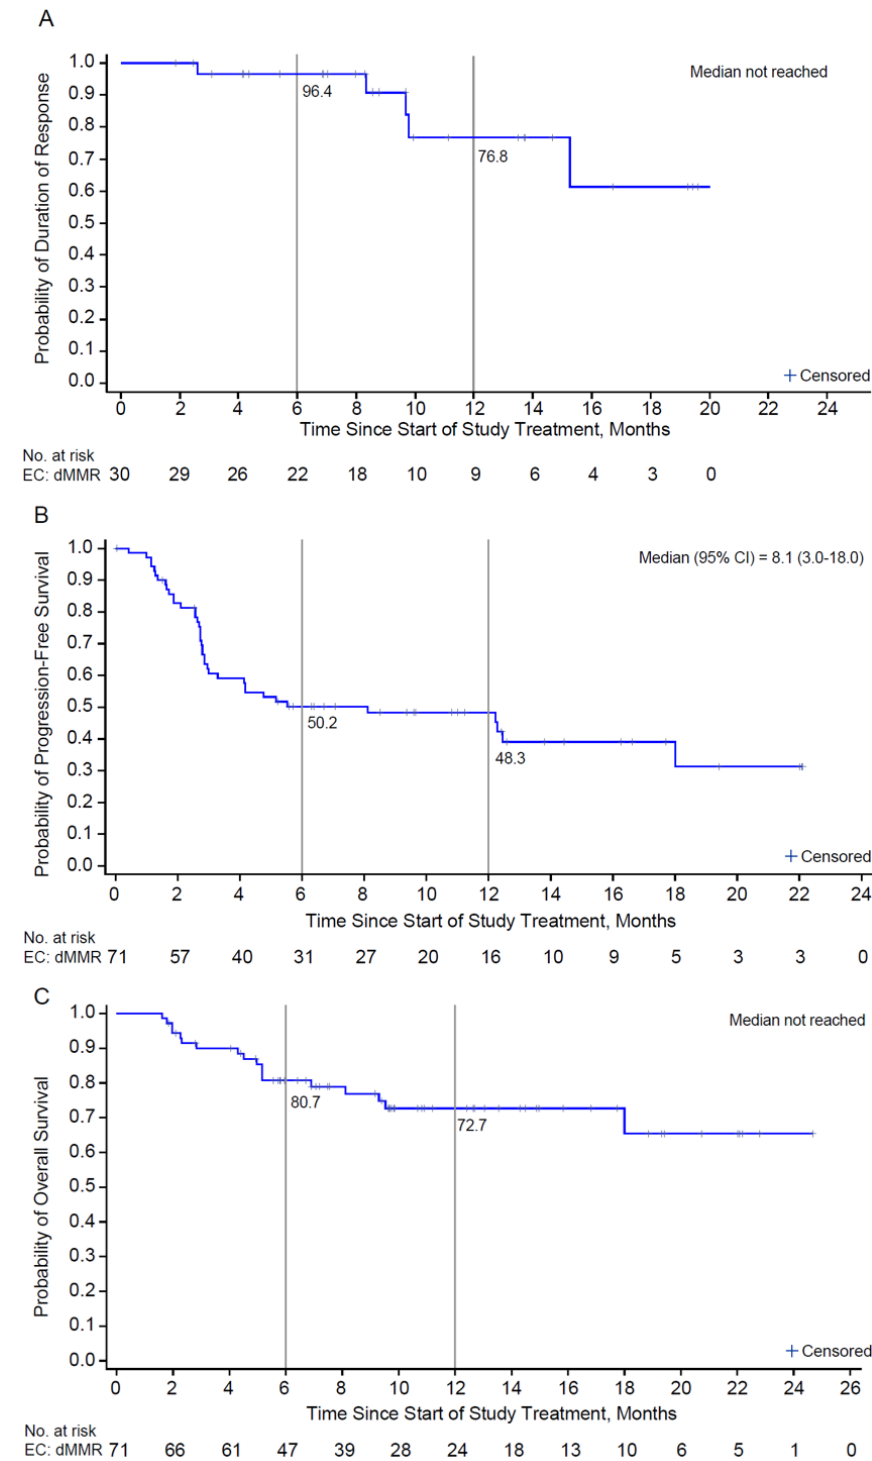 A
Probability of Duration of Response
1.0
0.9
0.8
0.7
0.6
0.5
0.4
0.3
0.2
0.1
0.0
Median not reached
96.4
76.8
+ Censored
0 2 4 6 8 10 12 14 16 18 20 22 24
Time Since Start of Study Treatment, Months
No. at risk
EC: dMMR 30 29 26 22 18 10 9 6 4 3 0
B
Probability of Progression-Free Survival
1.0
0.9
0.8
0.7
0.6
0.5
0.4
0.3
0.2
0.1
0.0
Median (95% CI) = 8.1 (3.0-18.0)
50.2
48.3
+ Censored
0 2 4 6 8 10 12 14 16 18 20 22 24
Time Since Start of Study Treatment, Months
No. at risk
EC: dMMR 71 57 40 31 27 20 16 10 9 5 3 3 0
C
Probability of Overall Survival
1.0
0.9
0.8
0.7
0.6
0.5
0.4
0.3
0.2
0.1
0.0
Median not reached
80.7
72.7
+ Censored
0 2 4 6 8 10 12 14 16 18 20 22 24 26
Time Since Start of Study Treatment, Months
No. at risk
EC: dMMR 71 66 61 47 39 28 24 18 13 10 6 5 1 0